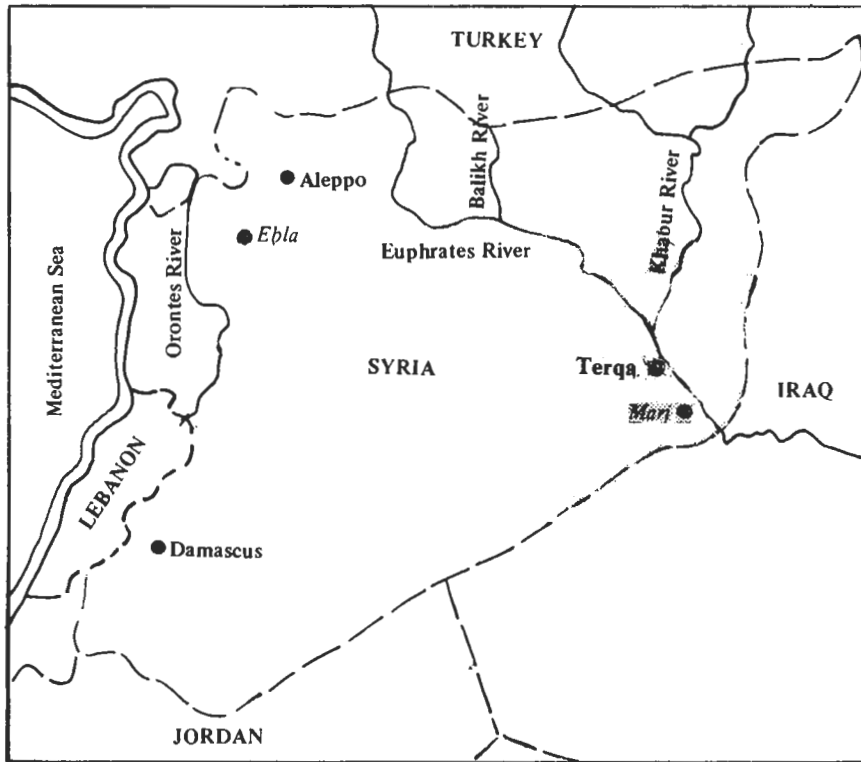 TURKEY
Balikh River
Khabur River
Aleppo
Ebla
Orontes River
Mediterranean Sea
Euphrates River
SYRIA
Terqa
Mari
IRAQ
LEBANON
Damascus
JORDAN